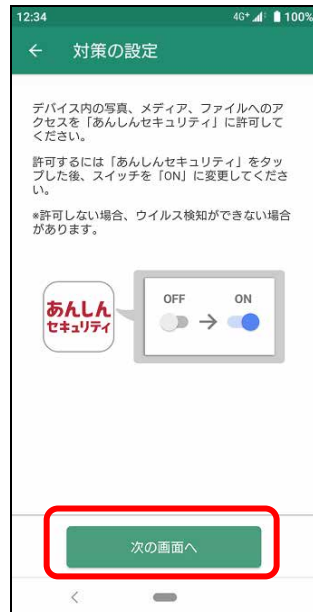 12:34 4G+ 100%
← 対策の設定
デバイス内の写真、メディア、ファイルへのア
クセスを「あんしんセキュリティ」に許可して
ください。
許可するには「あんしんセキュリティ」をタッ
プした後、スイッチを「ON」に変更してくださ
い。
*許可しない場合、ウイルス検知ができない場合
があります。
OFF ON
あんしん
セキュリティ
次の画面へ